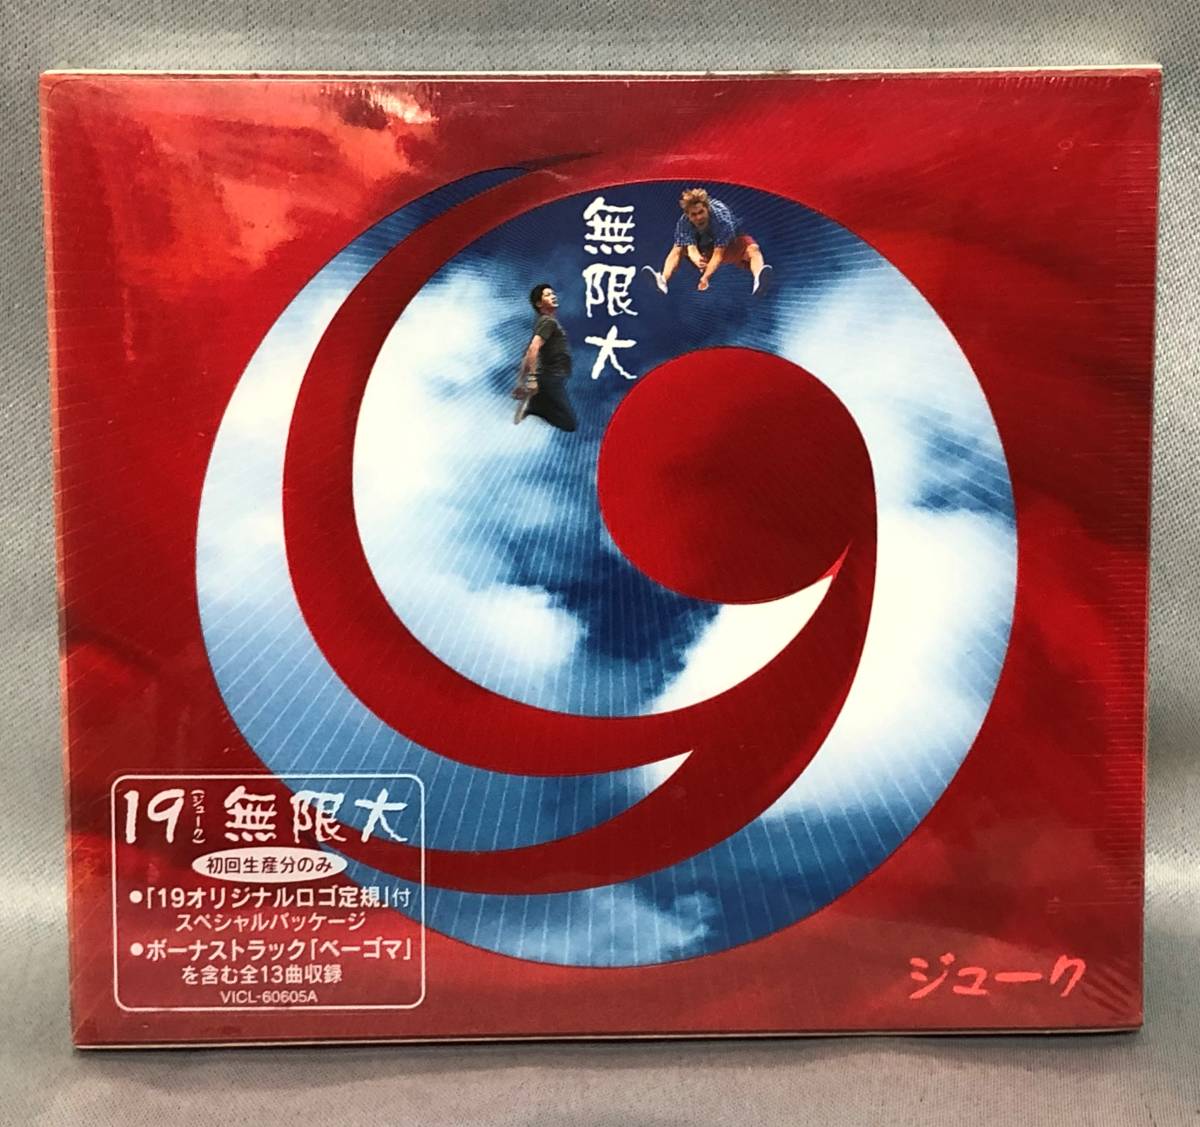 無限大
19(ジューク) 無限大
初回生産分のみ
●「19オリジナルロゴ定規」付
スペシャルパッケージ
●ボーナストラック「ベーゴマ」
を含む全13曲収録
VICL-60605A
ジューク